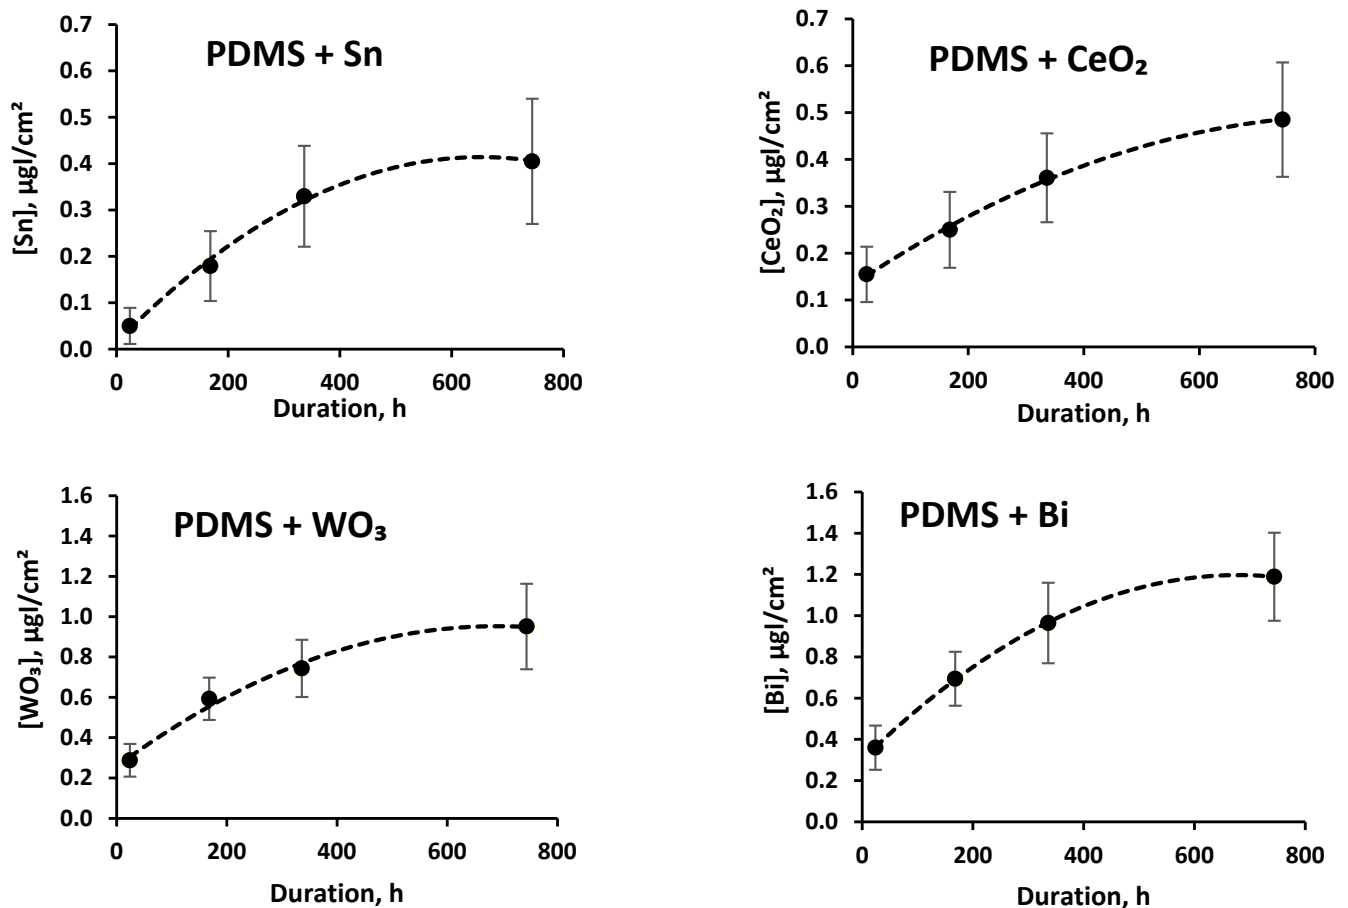 PDMS + Sn
[Sn], µgl/cm²
0.7
0.6
0.5
0.4
0.3
0.2
0.1
0.0
0 200 400 600 800
Duration, h
PDMS + CeO₂
[CeO₂], µgl/cm²
0.7
0.6
0.5
0.4
0.3
0.2
0.1
0.0
0 200 400 600 800
Duration, h
PDMS + WO₃
[WO₃], µgl/cm²
1.6
1.4
1.2
1.0
0.8
0.6
0.4
0.2
0.0
0 200 400 600 800
Duration, h
PDMS + Bi
[Bi], µgl/cm²
1.6
1.4
1.2
1.0
0.8
0.6
0.4
0.2
0.0
0 200 400 600 800
Duration, h